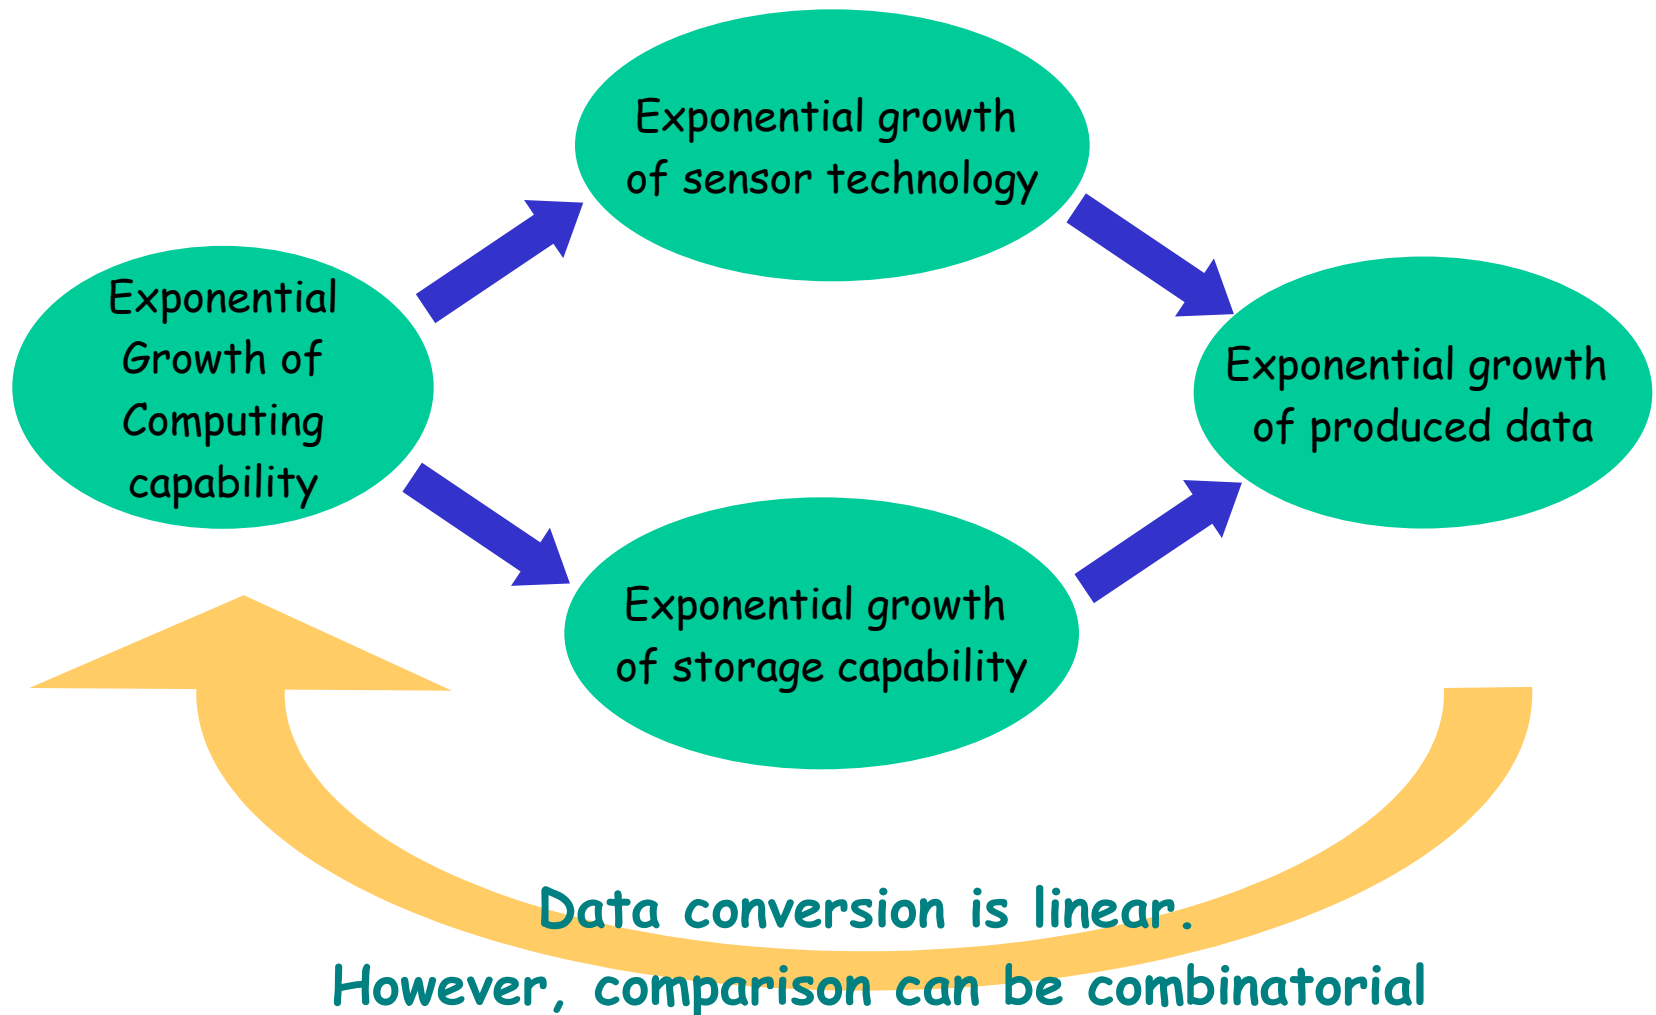 Exponential growth
of sensor technology
Exponential
Growth of
Computing
capability
Exponential growth
of produced data
Exponential growth
of storage capability
Data conversion is linear.
However, comparison can be combinatorial